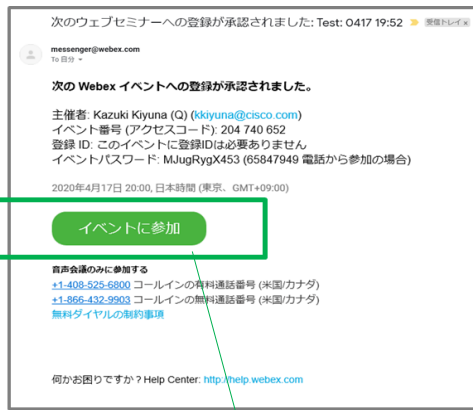 次のウェブセミナーへの登録が承認されました: Test: 0417 19:52 受信トレイ x
messenger@webex.com
To 自分
次の Webex イベントへの登録が承認されました。
主催者: Kazuki Kiyuna (Q) (kkiyuna@cisco.com)
イベント番号 (アクセスコード): 204 740 652
登録 ID: このイベントに登録IDは必要ありません
イベントパスワード: MJugRygX453 (65847949 電話から参加の場合)
2020年4月17日 20:00, 日本時間 (東京、GMT+09:00)
イベントに参加
音声会議のみに参加する
+1-408-525-6800 コールインの有料通話番号 (米国/カナダ)
+1-866-432-9903 コールインの無料通話番号 (米国/カナダ)
無料ダイヤルの制約事項
何かお困りですか ? Help Center: http://help.webex.com